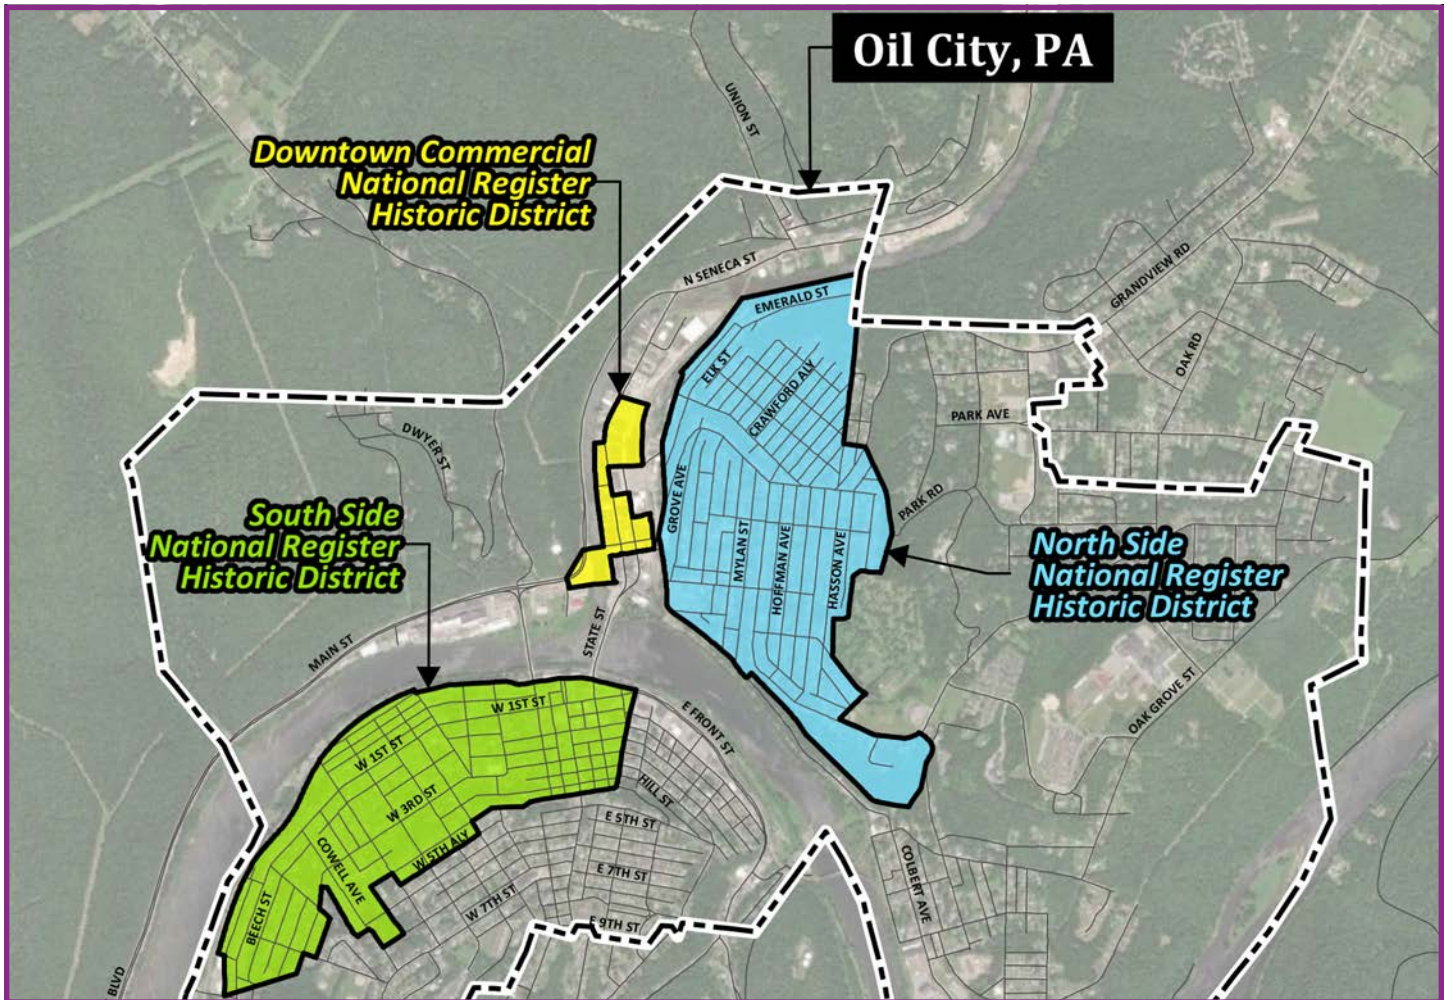 Oil City, PA
UNION ST
Downtown Commercial
National Register
Historic District
N SENECA ST
GRANDVIEW RD
EMERALD ST
ELK ST
OAK RD
CRAWFORD ALY
PARK AVE
DWYER ST
GROVE AVE
PARK RD
South Side
National Register
Historic District
MYLAN ST
HOFFMAN AVE
HASSON AVE
North Side
National Register
Historic District
MAIN ST
STATE ST
W 1ST ST
E FRONT ST
OAK GROVE ST
W 1ST ST
HILL ST
W 3RD ST
E 5TH ST
W 5TH ALY
COWELL AVE
E 7TH ST
COLBERT AVE
W 7TH ST
BEECH ST
E 9TH ST
BLVD